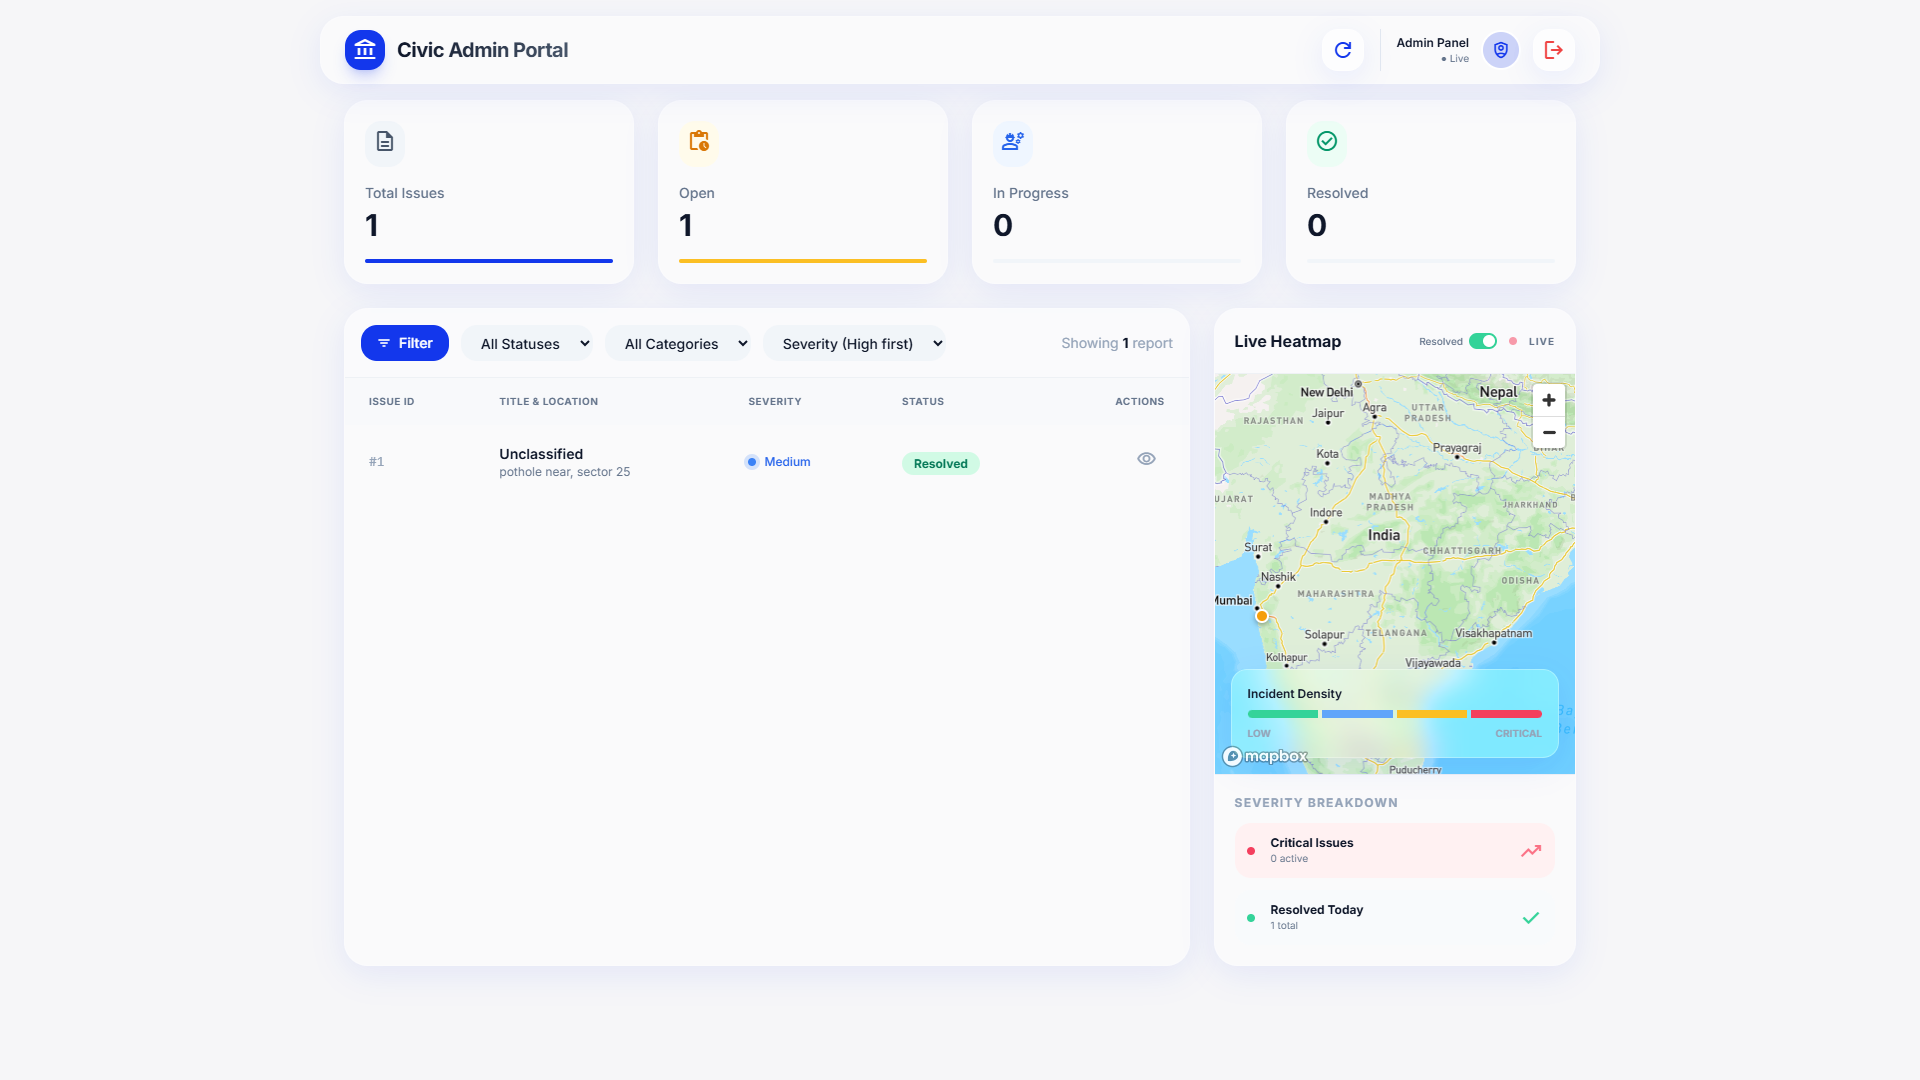 Civic Admin Portal
Admin Panel
● Live
Total Issues
1
Open
1
In Progress
0
Resolved
0
Filter
All Statuses
All Categories
Severity (High first)
Showing 1 report
ISSUE ID
TITLE & LOCATION
SEVERITY
STATUS
ACTIONS
#1
Unclassified
pothole near, sector 25
Medium
Resolved
Live Heatmap
Resolved
LIVE
New Delhi
Nepal
Jaipur
Agra
UTTAR
PRADESH
RAJASTHAN
Kota
Prayagraj
BIHAR
UJARAT
MADHYA
PRADESH
JHARKHAND
Indore
India
Surat
CHHATTISGARH
Nashik
ODISHA
MAHARASHTRA
Mumbai
Solapur
TELANGANA
Visakhapatnam
Kolhapur
Vijayawada
Incident Density
LOW
CRITICAL
mapbox
Puducherry
SEVERITY BREAKDOWN
Critical Issues
0 active
Resolved Today
1 total